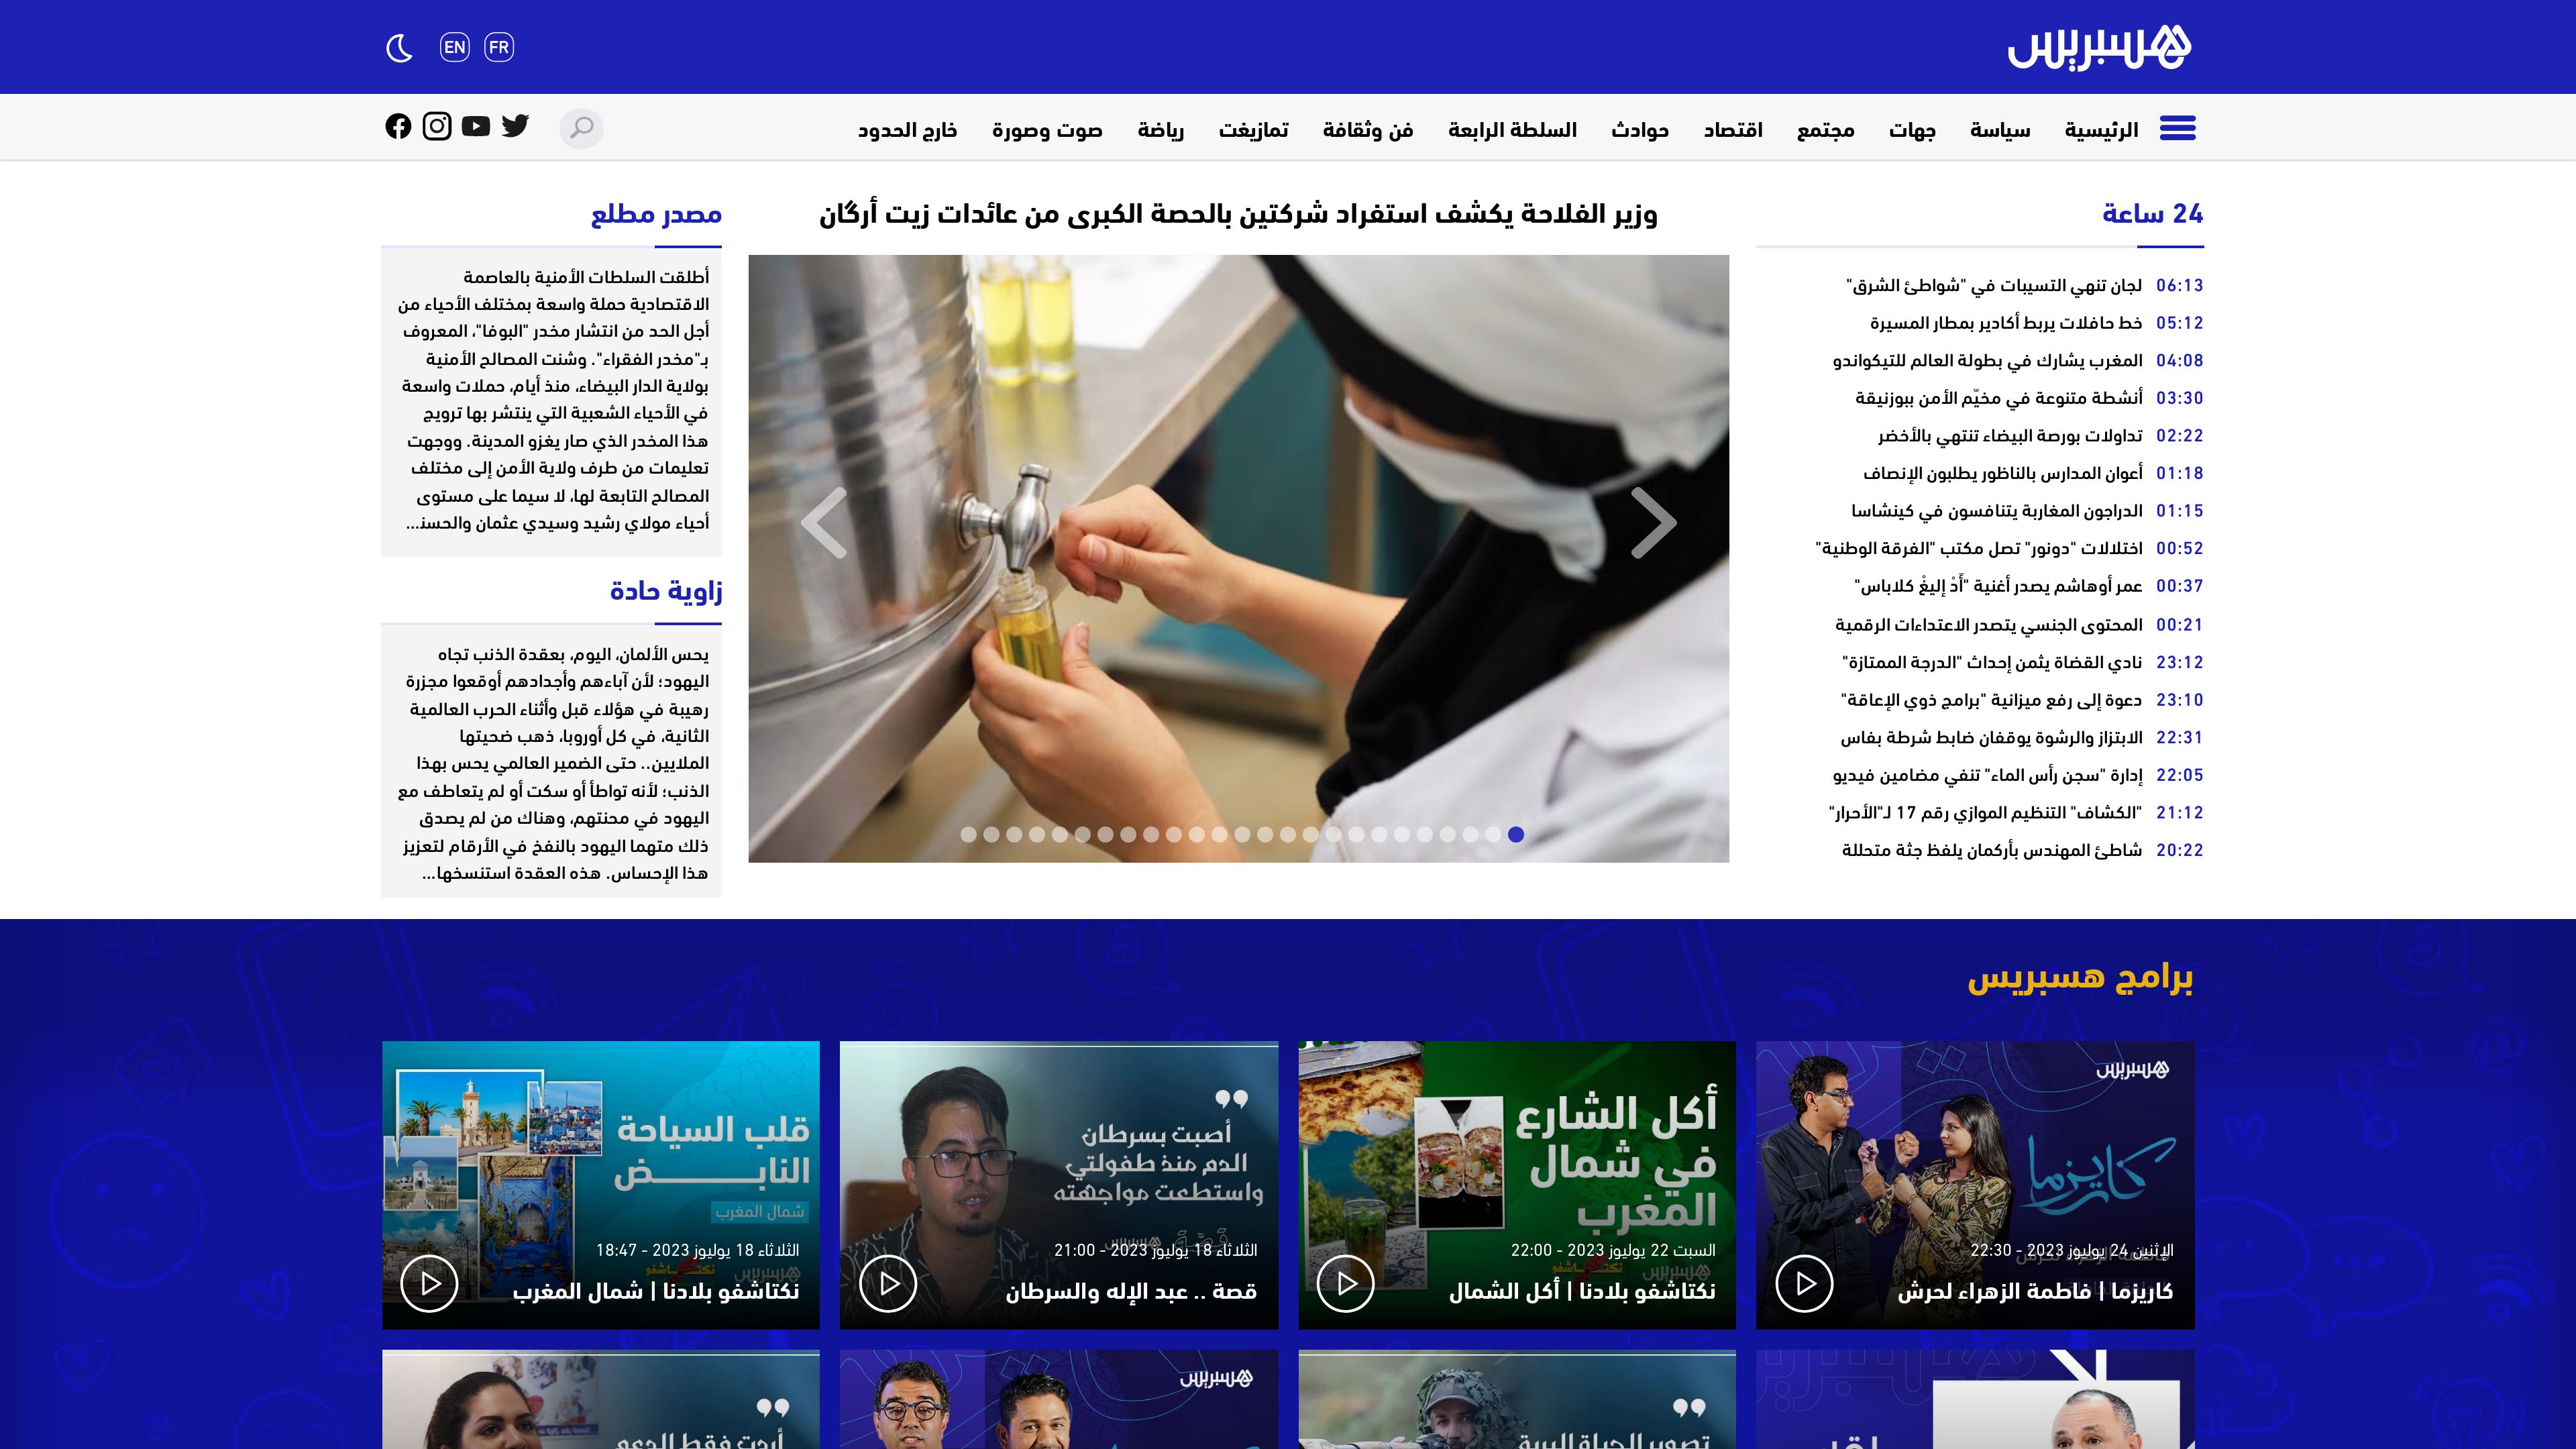 هسبريس
FR
EN
الرئيسية
سياسة
جهات
مجتمع
اقتصاد
حوادث
السلطة الرابعة
فن وثقافة
تمازيغت
رياضة
صوت وصورة
خارج الحدود
24 ساعة
06:13 لجان تنهي التسيبات في "شواطئ الشرق"
05:12 خط حافلات يربط أكادير بمطار المسيرة
04:08 المغرب يشارك في بطولة العالم للتيكواندو
03:30 أنشطة متنوعة في مخيّم الأمن ببوزنيقة
02:22 تداولات بورصة البيضاء تنتهي بالأخضر
01:18 أعوان المدارس بالناظور يطلبون الإنصاف
01:15 الدراجون المغاربة يتنافسون في كينشاسا
00:52 اختلالات "دونور" تصل مكتب "الفرقة الوطنية"
00:37 عمر أوهاشم يصدر أغنية "أَدْ إليغْ كلاباس"
00:21 المحتوى الجنسي يتصدر الاعتداءات الرقمية
23:12 نادي القضاة يثمن إحداث "الدرجة الممتازة"
23:10 دعوة إلى رفع ميزانية "برامج ذوي الإعاقة"
22:31 الابتزاز والرشوة يوقفان ضابط شرطة بفاس
22:05 إدارة "سجن رأس الماء" تنفي مضامين فيديو
21:12 "الكشاف" التنظيم الموازي رقم 17 لـ"الأحرار"
20:22 شاطئ المهندس بأركمان يلفظ جثة متحللة
وزير الفلاحة يكشف استفراد شركتين بالحصة الكبرى من عائدات زيت أرگان
مصدر مطلع
أطلقت السلطات الأمنية بالعاصمة
الاقتصادية حملة واسعة بمختلف الأحياء من
أجل الحد من انتشار مخدر "البوفا"، المعروف
بـ"مخدر الفقراء". وشنت المصالح الأمنية
بولاية الدار البيضاء، منذ أيام، حملات واسعة
في الأحياء الشعبية التي ينتشر بها ترويج
هذا المخدر الذي صار يغزو المدينة. ووجهت
تعليمات من طرف ولاية الأمن إلى مختلف
المصالح التابعة لها، لا سيما على مستوى
أحياء مولاي رشيد وسيدي عثمان والحسنـ...
زاوية حادة
يحس الألمان، اليوم، بعقدة الذنب تجاه
اليهود؛ لأن آباءهم وأجدادهم أوقعوا مجزرة
رهيبة في هؤلاء قبل وأثناء الحرب العالمية
الثانية، في كل أوروبا، ذهب ضحيتها
الملايين.. حتى الضمير العالمي يحس بهذا
الذنب؛ لأنه تواطأ أو سكت أو لم يتعاطف مع
اليهود في محنتهم، وهناك من لم يصدق
ذلك متهما اليهود بالنفخ في الأرقام لتعزيز
هذا الإحساس. هذه العقدة استنسخها...
برامج هسبريس
هسبريس
كاريزما
الإثنين 24 يوليوز 2023 - 22:30
كاريزما | فاطمة الزهراء لحرش
أكل الشارع
في شمال
المغرب
السبت 22 يوليوز 2023 - 22:00
نكتاشفو بلادنا | أكل الشمال
أصبت بسرطان
الدم منذ طفولتي
واستطعت مواجهته
الثلاثاء 18 يوليوز 2023 - 21:00
قصة .. عبد الإله والسرطان
قلب السياحة
النابـــض
شمال المغرب
الثلاثاء 18 يوليوز 2023 - 18:47
نكتاشفو بلادنا | شمال المغرب
هسبريس